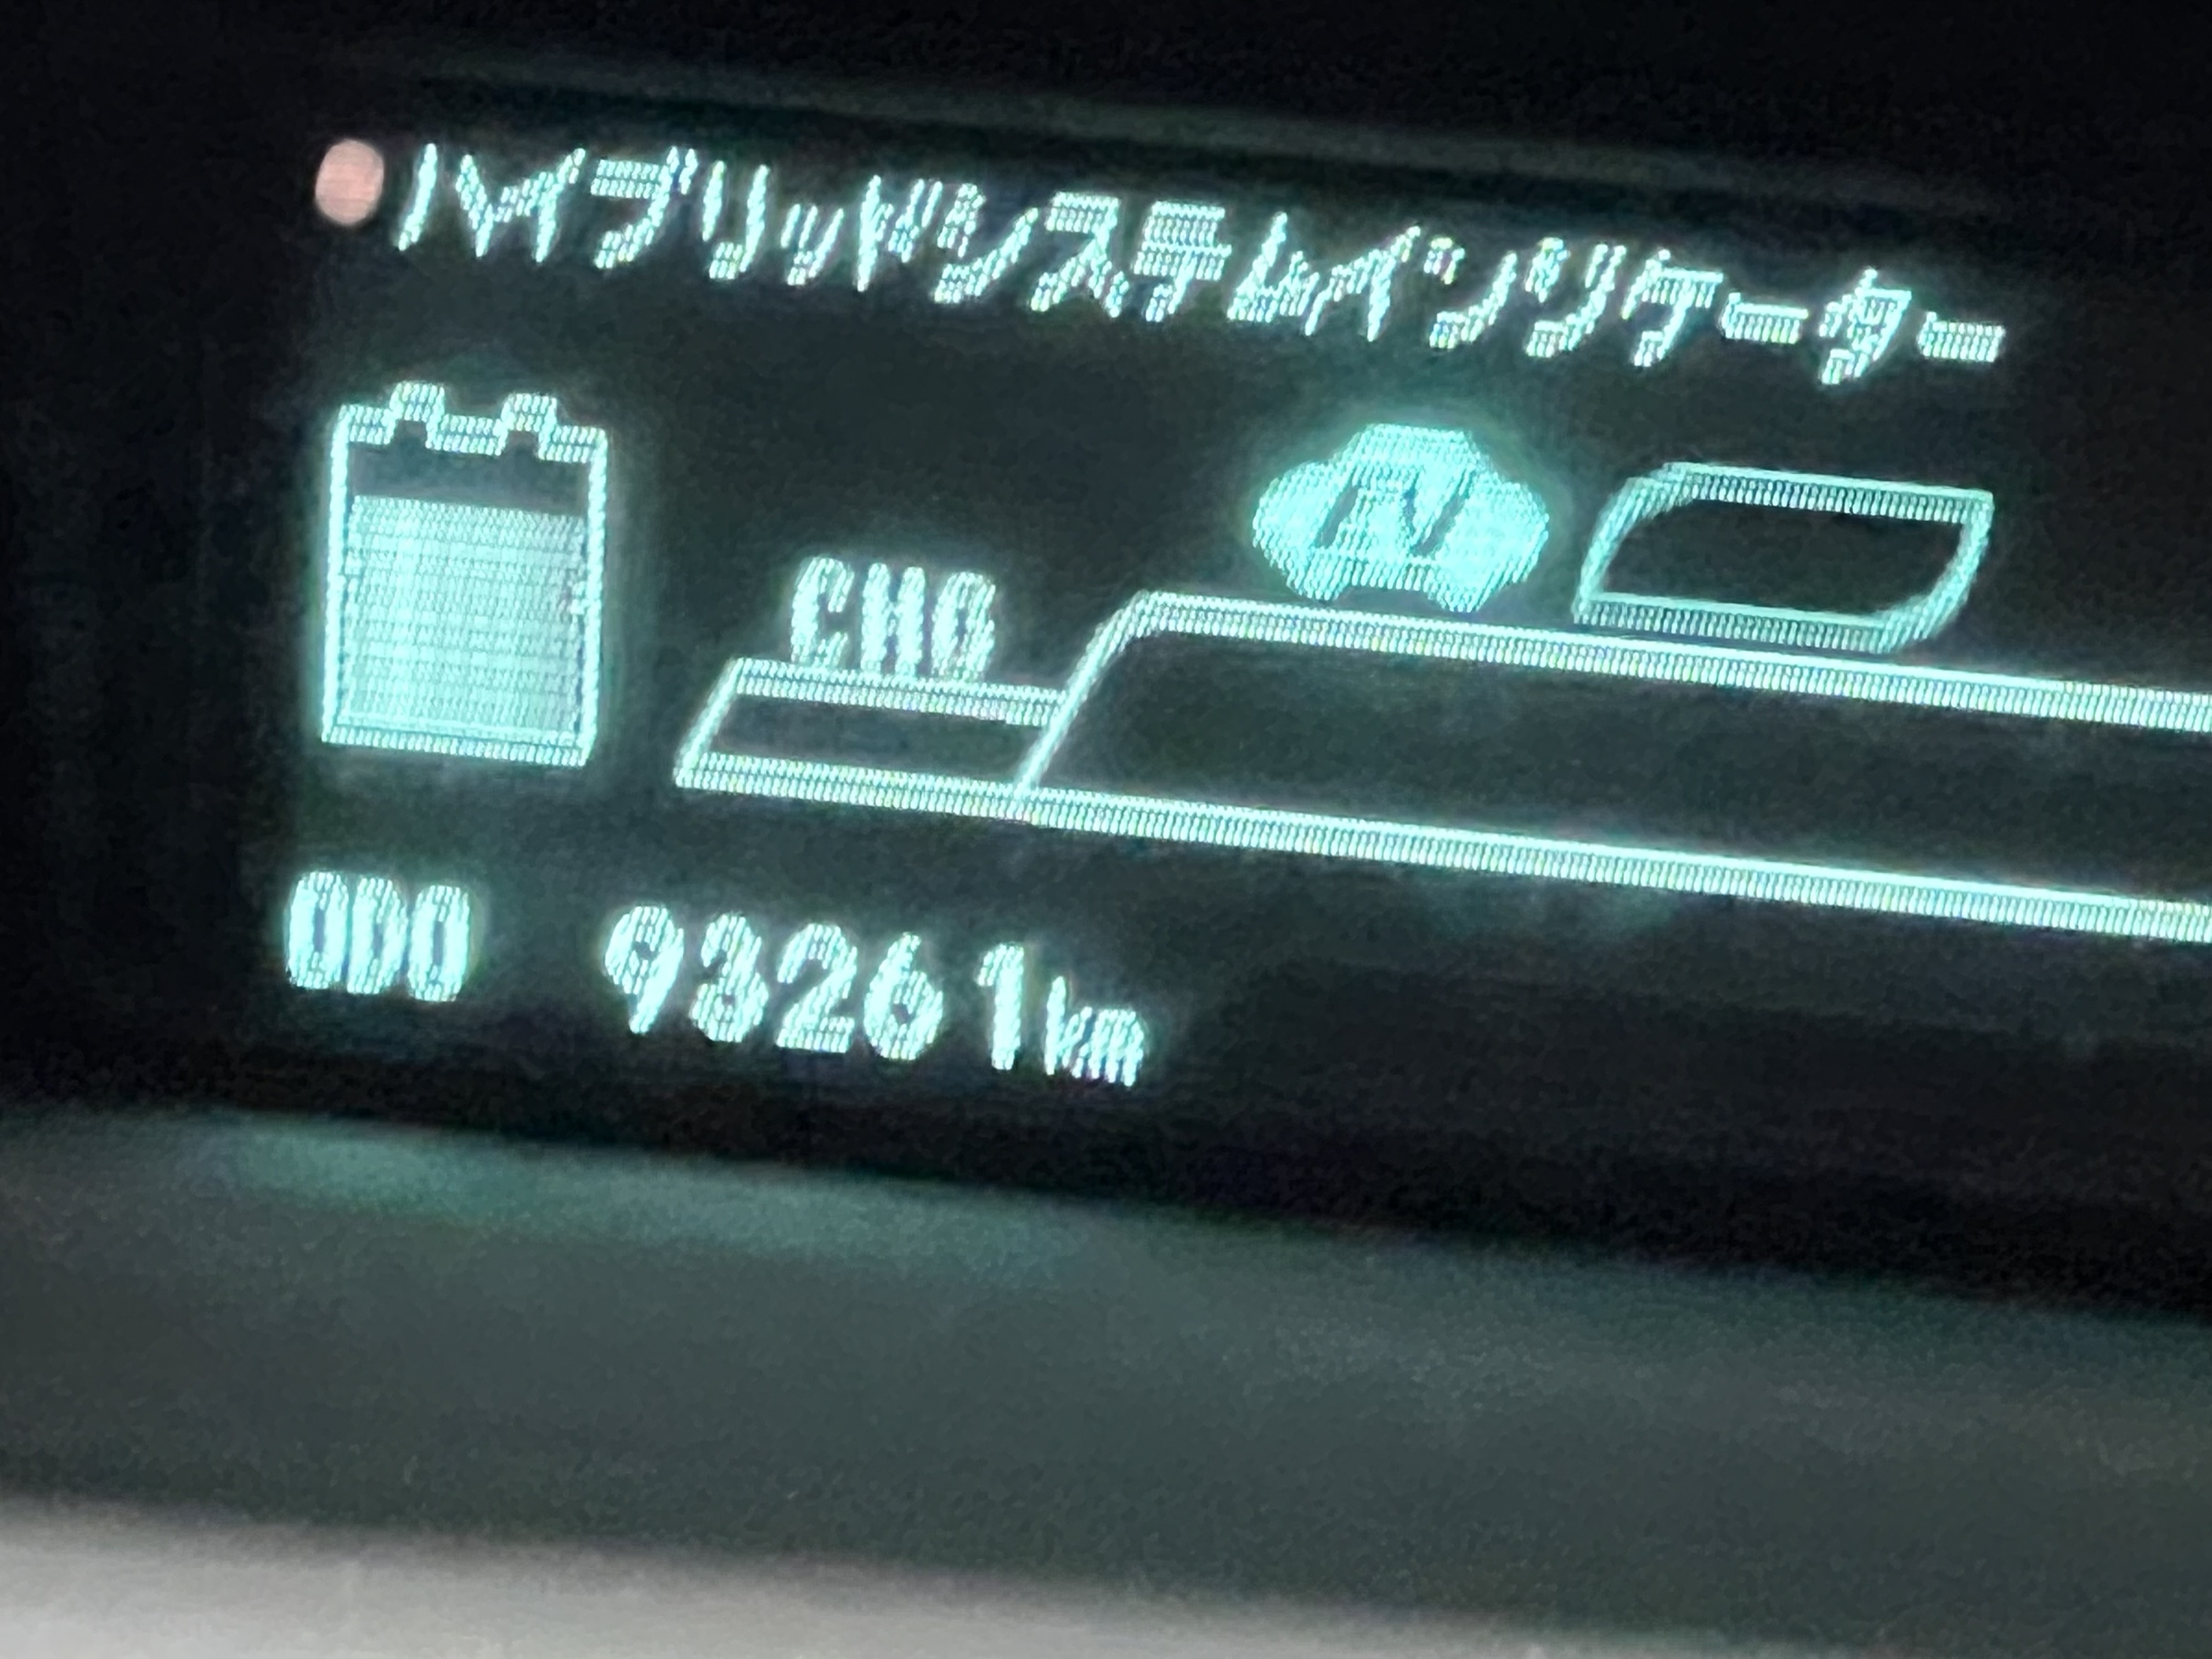 ハイブリッドシステムインジケーター
EV
CHG
ODO 93261km